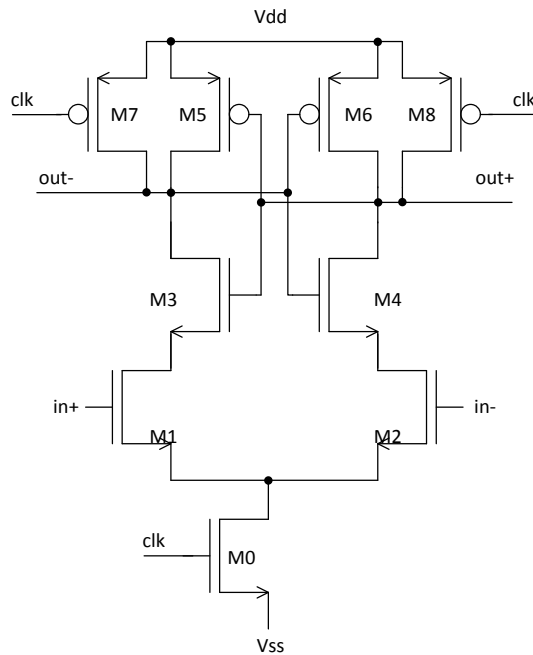 Vdd
clk
M7
M5
M6
M8
clk
out-
out+
M3
M4
in+
in-
M1
M2
clk
M0
Vss